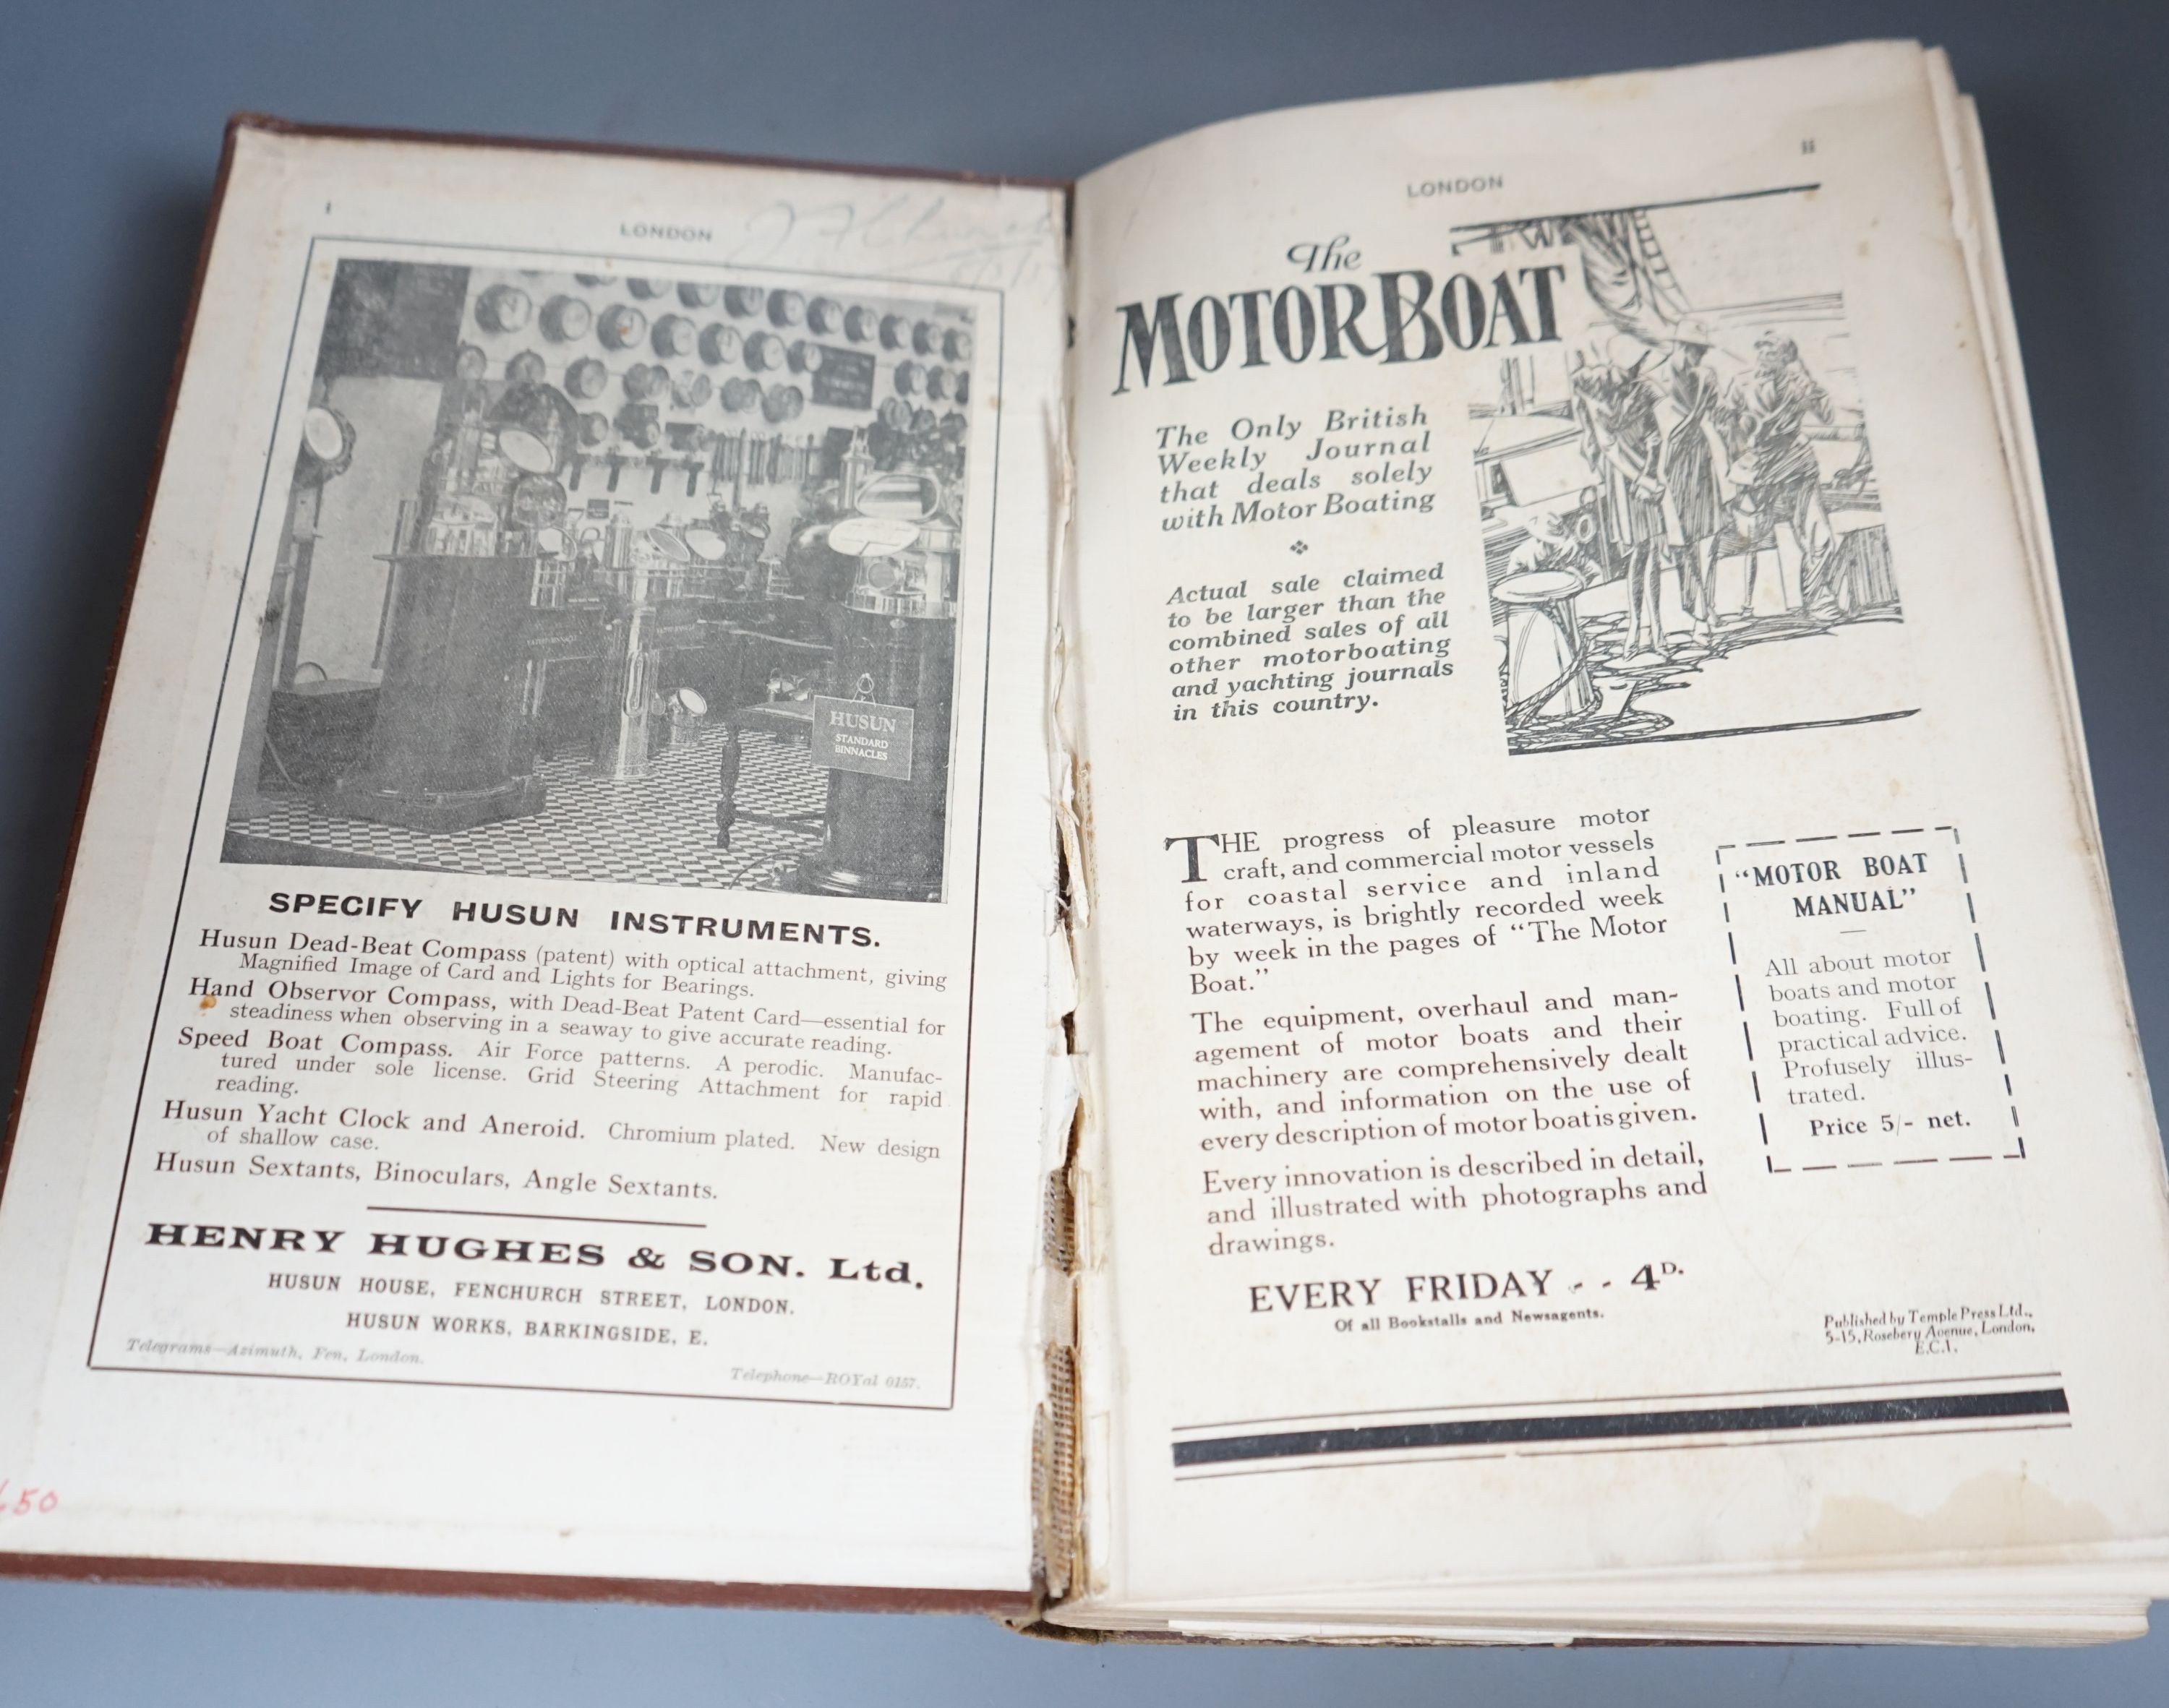 i
LONDON
HUSUN
STANDARD
BINNACLES
SPECIFY HUSUN INSTRUMENTS.
Husun Dead-Beat Compass (patent) with optical attachment, giving
Magnified Image of Card and Lights for Bearings.
Hand Observor Compass, with Dead-Beat Patent Card—essential for
steadiness when observing in a seaway to give accurate reading.
Speed Boat Compass. Air Force patterns. A perodic. Manufac-
tured under sole license. Grid Steering Attachment for rapid
reading.
Husun Yacht Clock and Aneroid. Chromium plated. New design
of shallow case.
Husun Sextants, Binoculars, Angle Sextants.
HENRY HUGHES & SON. Ltd.
HUSUN HOUSE, FENCHURCH STREET, LONDON.
HUSUN WORKS, BARKINGSIDE, E.
Telegrams—Azimuth, Fen, London.
Telephone—ROYal 0157.
650
ii
LONDON
The
MOTOR BOAT
The Only British
Weekly Journal
that deals solely
with Motor Boating
Actual sale claimed
to be larger than the
combined sales of all
other motorboating
and yachting journals
in this country.
THE progress of pleasure motor
craft, and commercial motor vessels
for coastal service and inland
waterways, is brightly recorded week
by week in the pages of “The Motor
Boat.”
The equipment, overhaul and man-
agement of motor boats and their
machinery are comprehensively dealt
with, and information on the use of
every description of motor boat is given.
Every innovation is described in detail,
and illustrated with photographs and
drawings.
EVERY FRIDAY - - 4D.
Of all Bookstalls and Newsagents.
“MOTOR BOAT
MANUAL”
All about motor
boats and motor
boating. Full of
practical advice.
Profusely illus-
trated.
Price 5/- net.
Published by Temple Press Ltd.,
5-15, Rosebery Avenue, London,
E.C.1.